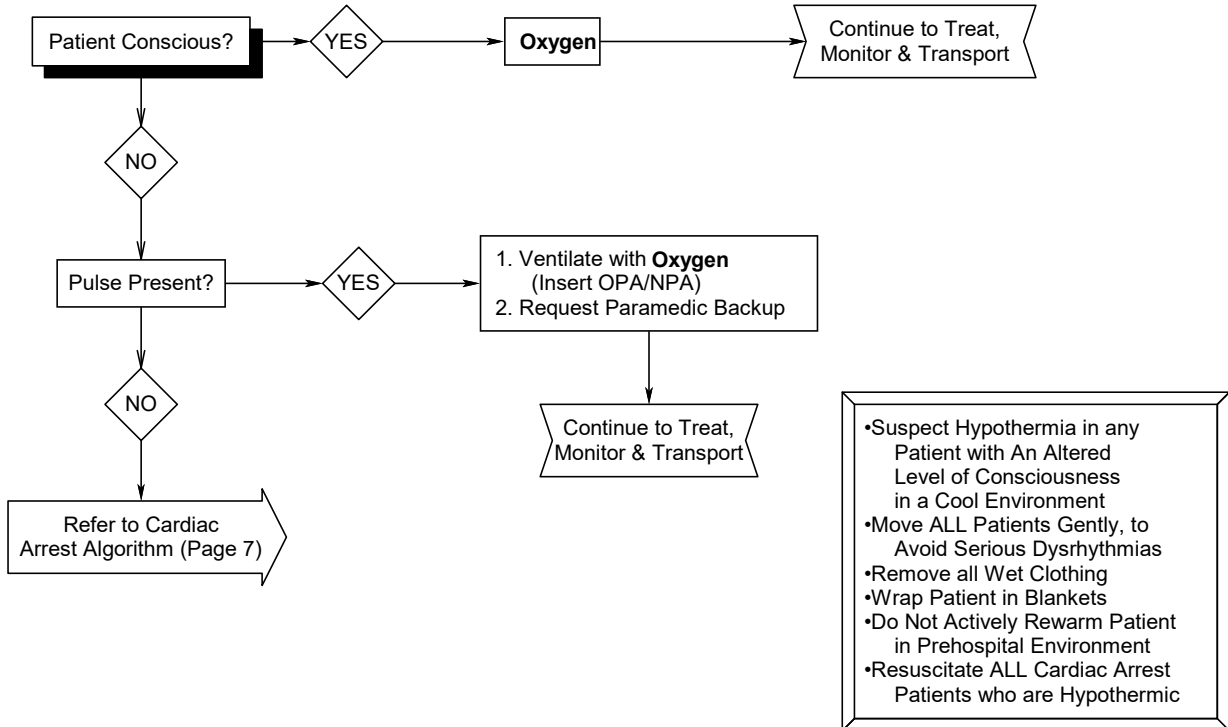 Patient Conscious?
YES
Oxygen
Continue to Treat,
Monitor & Transport
NO
Pulse Present?
YES
1. Ventilate with Oxygen
(Insert OPA/NPA)
2. Request Paramedic Backup
NO
Continue to Treat,
Monitor & Transport
Refer to Cardiac
Arrest Algorithm (Page 7)
•Suspect Hypothermia in any
Patient with An Altered
Level of Consciousness
in a Cool Environment
•Move ALL Patients Gently, to
Avoid Serious Dysrhythmias
•Remove all Wet Clothing
•Wrap Patient in Blankets
•Do Not Actively Rewarm Patient
in Prehospital Environment
•Resuscitate ALL Cardiac Arrest
Patients who are Hypothermic